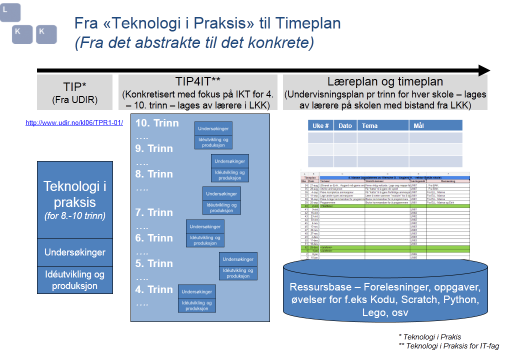 L
K K
Fra «Teknologi i Praksis» til Timeplan
(Fra det abstrakte til det konkrete)
TIP*
(Fra UDIR)
TIP4IT**
(Konkretisert med fokus på IKT for 4.
– 10. trinn – lages av lærere i LKK)
Læreplan og timeplan
(Undervisningsplan pr trinn for hver skole – lages
av lærere på skolen med bistand fra LKK)
http://www.udir.no/kl06/TPR1-01/
Teknologi i
praksis
(for 8.-10 trinn)
Undersøkinger
Idéutvikling og
produksjon
10. Trinn
....
Undersøkinger
Idéutvikling og
produksjon
9. Trinn
....
Undersøkinger
Idéutvikling og
produksjon
8. Trinn
....
Undersøkinger
Idéutvikling og
produksjon
7. Trinn
....
Undersøkinger
Idéutvikling og
produksjon
6. Trinn
....
Undersøkinger
Idéutvikling og
produksjon
5. Trinn
....
Undersøkinger
Idéutvikling og
produksjon
4. Trinn
....
Uke # Dato Tema Mål
Ressursbase – Forelesninger, oppgaver,
øvelser for f.eks Kodu, Scratch, Python,
Lego, osv
* Teknologi i Prakis
** Teknologi i Praksis for IT-fag